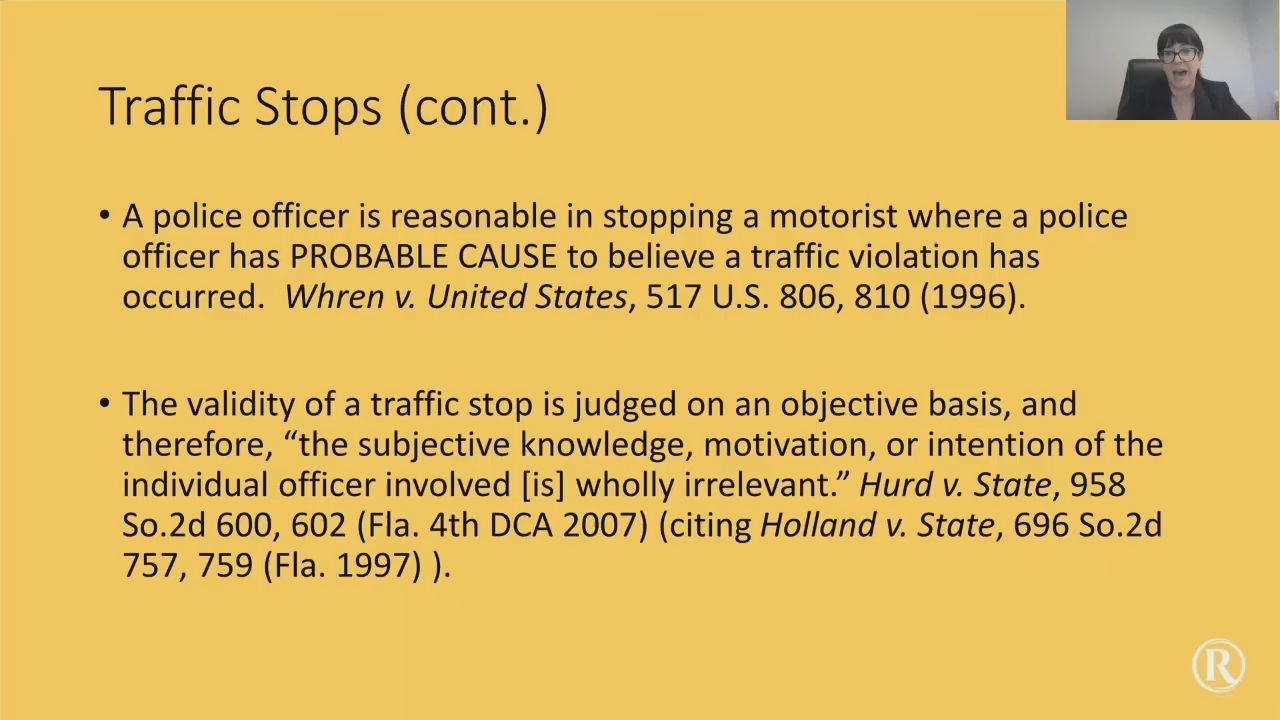 Traffic Stops (cont.)
• A police officer is reasonable in stopping a motorist where a police
officer has PROBABLE CAUSE to believe a traffic violation has
occurred.  Whren v. United States, 517 U.S. 806, 810 (1996).
• The validity of a traffic stop is judged on an objective basis, and
therefore, “the subjective knowledge, motivation, or intention of the
individual officer involved [is] wholly irrelevant.” Hurd v. State, 958
So.2d 600, 602 (Fla. 4th DCA 2007) (citing Holland v. State, 696 So.2d
757, 759 (Fla. 1997) ).
R